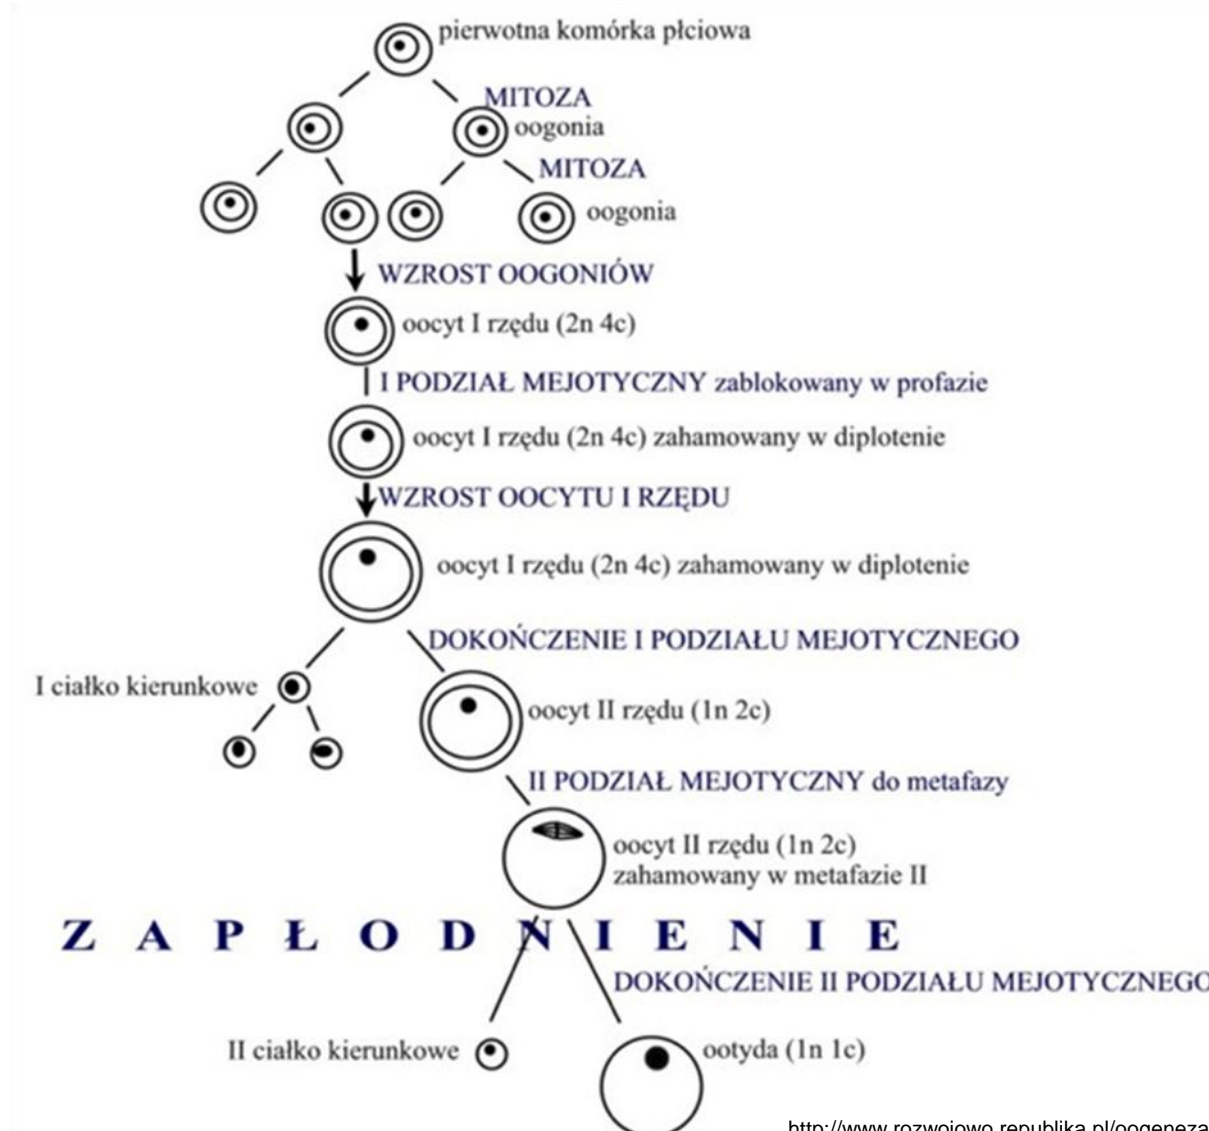 pierwotna komórka płciowa
MITOZA
oogonia
MITOZA
oogonia
WZROST OOGONIÓW
oocyt I rzędu (2n 4c)
I PODZIAŁ MEJOTYCZNY zablokowany w profazie
oocyt I rzędu (2n 4c) zahamowany w diplotenie
WZROST OOCYTU I RZĘDU
oocyt I rzędu (2n 4c) zahamowany w diplotenie
DOKOŃCZENIE I PODZIAŁU MEJOTYCZNEGO
I ciałko kierunkowe
oocyt II rzędu (1n 2c)
II PODZIAŁ MEJOTYCZNY do metafazy
oocyt II rzędu (1n 2c)
zahamowany w metafazie II
Z A P Ł O D N I E N I E
DOKOŃCZENIE II PODZIAŁU MEJOTYCZNEGO
II ciałko kierunkowe
ootyda (1n 1c)
http://www.rozwojowo.republika.pl/oogeneza